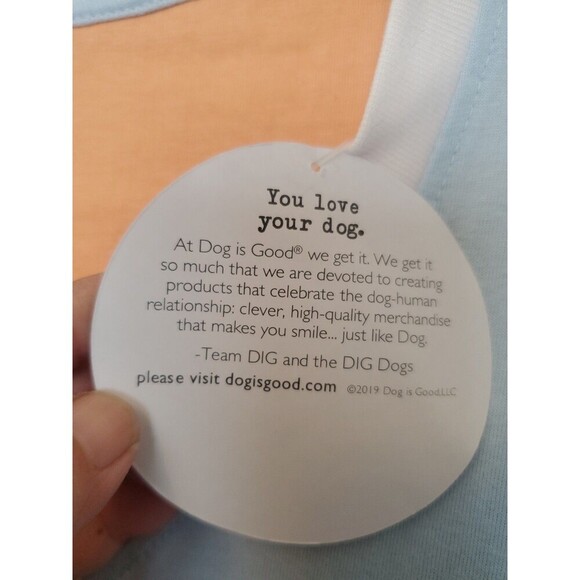 You love
your dog.
At Dog is Good® we get it. We get it
so much that we are devoted to creating
products that celebrate the dog-human
relationship: clever, high-quality merchandise
that makes you smile... just like Dog.
-Team DIG and the DIG Dogs
please visit dogisgood.com ©2019 Dog is Good,LLC